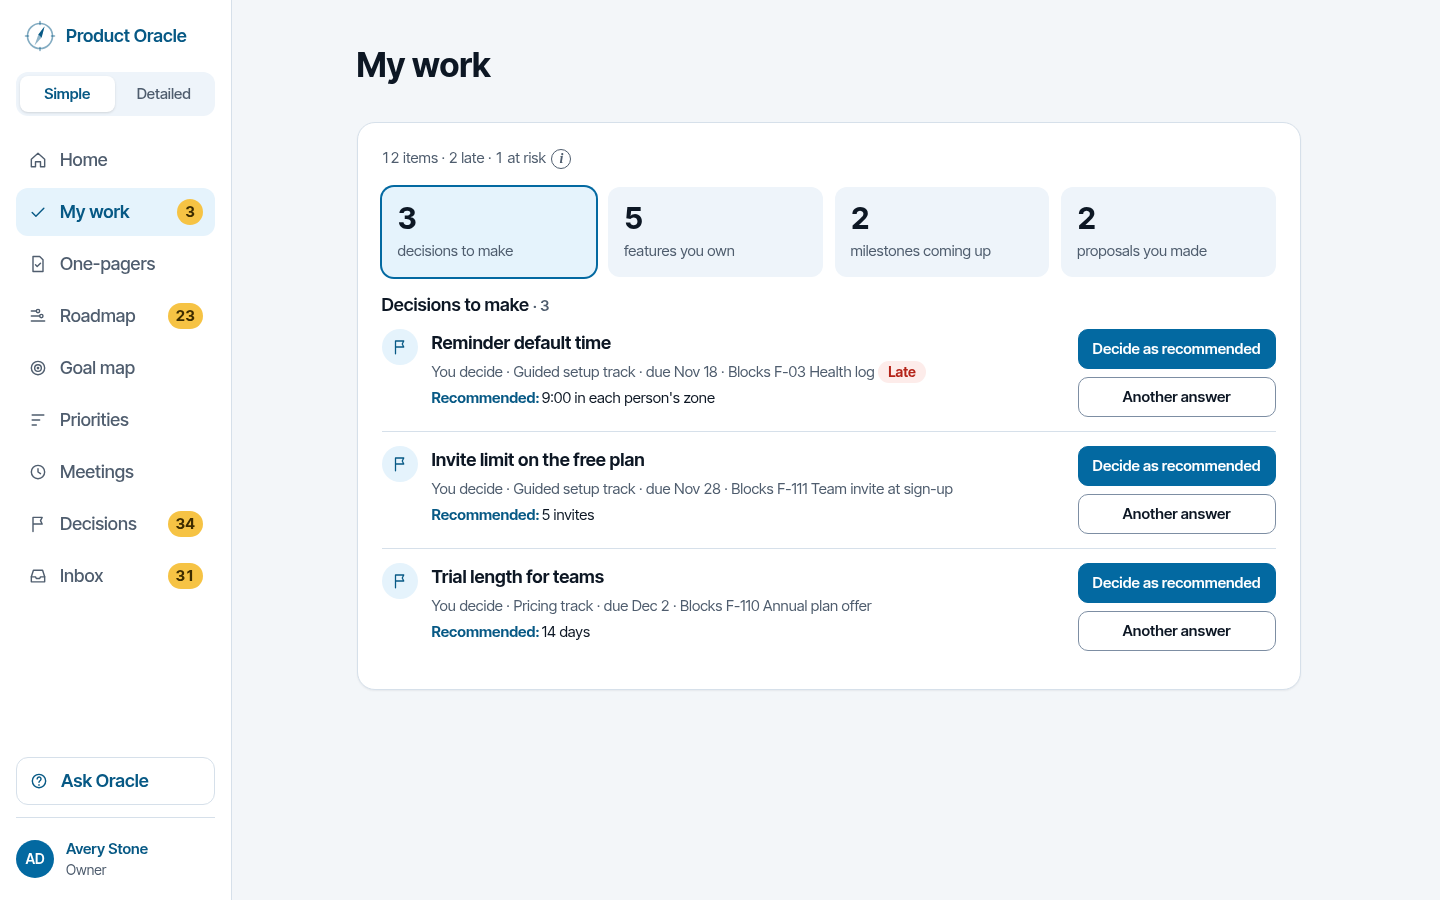 Product Oracle
Simple
Detailed
Home
My work
3
One-pagers
Roadmap
23
Goal map
Priorities
Meetings
Decisions
34
Inbox
31
Ask Oracle
AD
Avery Stone
Owner
My work
12 items · 2 late · 1 at risk i
3
decisions to make
5
features you own
2
milestones coming up
2
proposals you made
Decisions to make · 3
Reminder default time
You decide · Guided setup track · due Nov 18 · Blocks F-03 Health log Late
Recommended: 9:00 in each person's zone
Decide as recommended
Another answer
Invite limit on the free plan
You decide · Guided setup track · due Nov 28 · Blocks F-111 Team invite at sign-up
Recommended: 5 invites
Decide as recommended
Another answer
Trial length for teams
You decide · Pricing track · due Dec 2 · Blocks F-110 Annual plan offer
Recommended: 14 days
Decide as recommended
Another answer